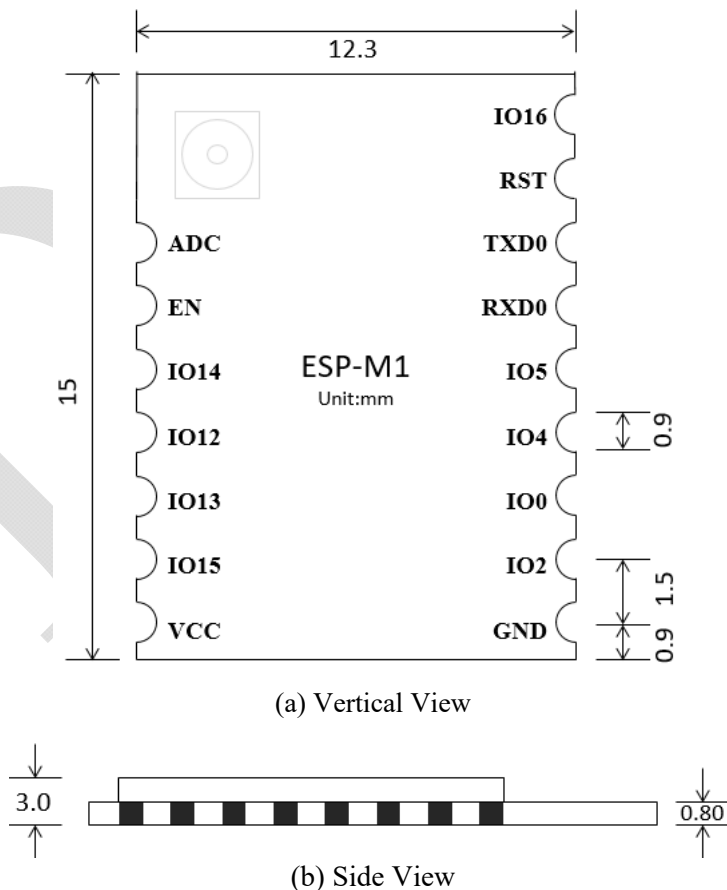 12.3
IO16
RST
ADC
TXD0
EN
RXD0
IO14
ESP-M1
IO5
Unit:mm
15
IO12
IO4
0.9
IO13
IO0
IO15
IO2
1.5
VCC
GND
0.9
(a) Vertical View
3.0
0.80
(b) Side View